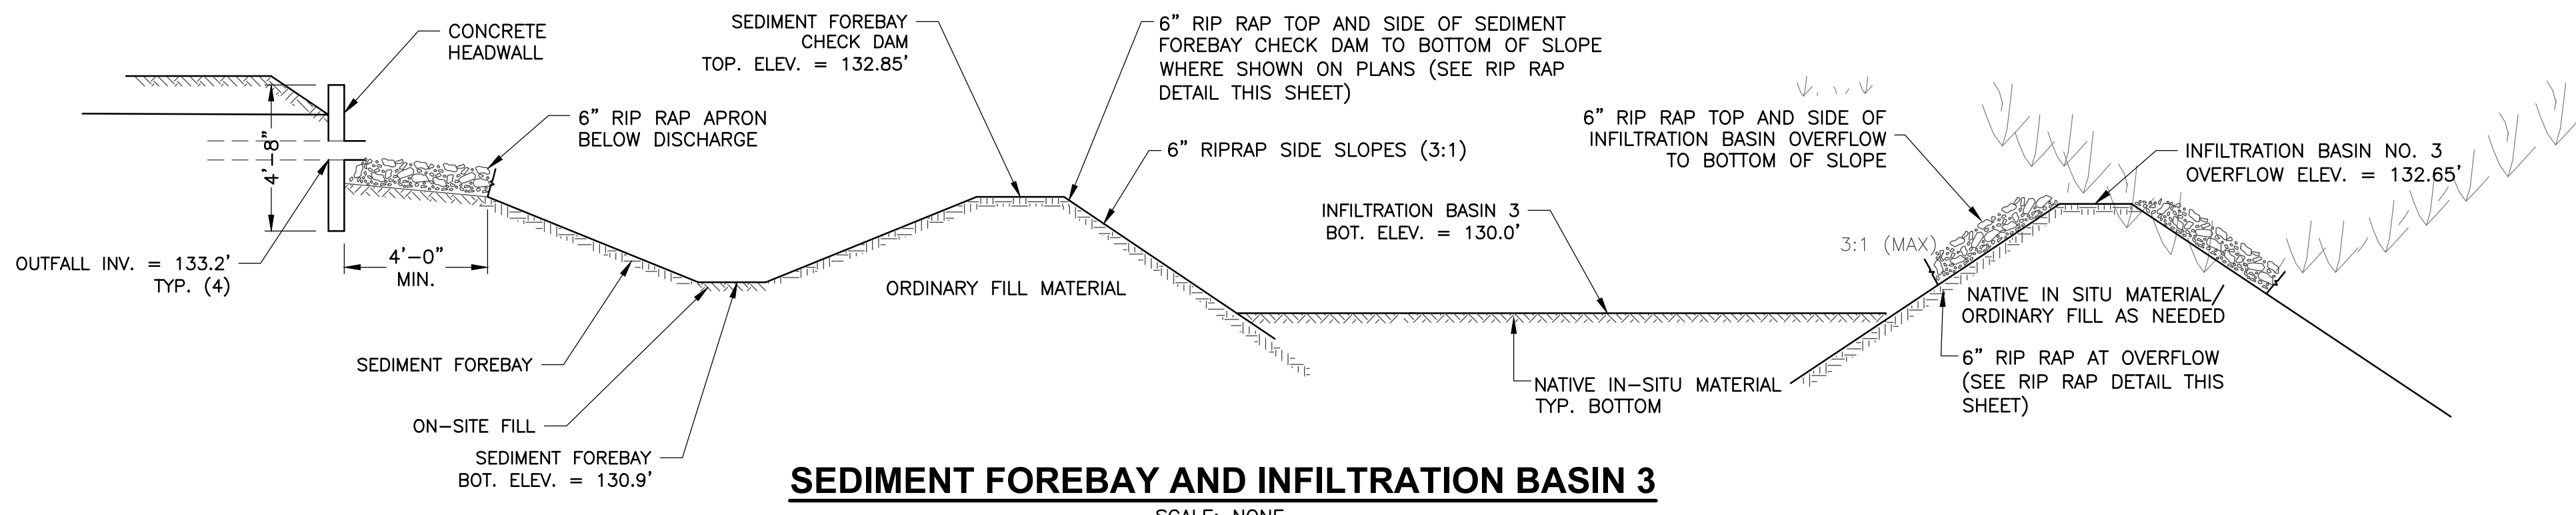 CONCRETE
HEADWALL
SEDIMENT FOREBAY
CHECK DAM
TOP. ELEV. = 132.85'
6" RIP RAP TOP AND SIDE OF SEDIMENT
FOREBAY CHECK DAM TO BOTTOM OF SLOPE
WHERE SHOWN ON PLANS (SEE RIP RAP
DETAIL THIS SHEET)
6" RIP RAP APRON
BELOW DISCHARGE
4'-8"
6" RIPRAP SIDE SLOPES (3:1)
6" RIP RAP TOP AND SIDE OF
INFILTRATION BASIN OVERFLOW
TO BOTTOM OF SLOPE
INFILTRATION BASIN NO. 3
OVERFLOW ELEV. = 132.65'
INFILTRATION BASIN 3
BOT. ELEV. = 130.0'
3:1 (MAX)
OUTFALL INV. = 133.2'
TYP. (4)
4'-0"
MIN.
ORDINARY FILL MATERIAL
NATIVE IN SITU MATERIAL/
ORDINARY FILL AS NEEDED
SEDIMENT FOREBAY
6" RIP RAP AT OVERFLOW
(SEE RIP RAP DETAIL THIS
SHEET)
NATIVE IN-SITU MATERIAL
TYP. BOTTOM
ON-SITE FILL
SEDIMENT FOREBAY
BOT. ELEV. = 130.9'
SEDIMENT FOREBAY AND INFILTRATION BASIN 3
SCALE: NONE